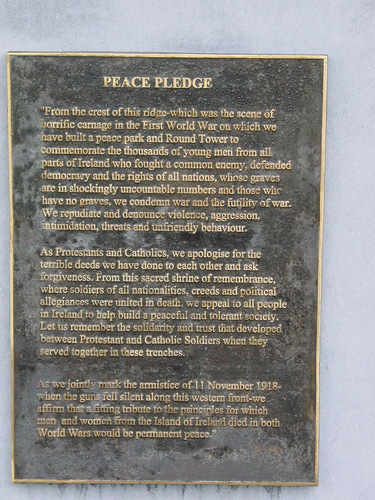 PEACE PLEDGE
"From the crest of this ridge-which was the scene of
horrific carnage in the First World War on which we
have built a peace park and Round Tower to
commemorate the thousands of young men from all
parts of Ireland who fought a common enemy, defended
democracy and the rights of all nations, whose graves
are in shockingly uncountable numbers and those who
have no graves, we condemn war and the futility of war.
We repudiate and denounce violence, aggression,
intimidation, threats and unfriendly behaviour.
As Protestants and Catholics, we apologise for the
terrible deeds we have done to each other and ask
forgiveness. From this sacred shrine of remembrance,
where soldiers of all nationalities, creeds and political
allegiances were united in death, we appeal to all people
in Ireland to help build a peaceful and tolerant society.
Let us remember the solidarity and trust that developed
between Protestant and Catholic Soldiers when they
served together in these trenches.
As we jointly mark the armistice of 11 November 1918-
when the guns fell silent along this western front-we
affirm that a fitting tribute to the principles for which
men and women from the Island of Ireland died in both
World Wars would be permanent peace."